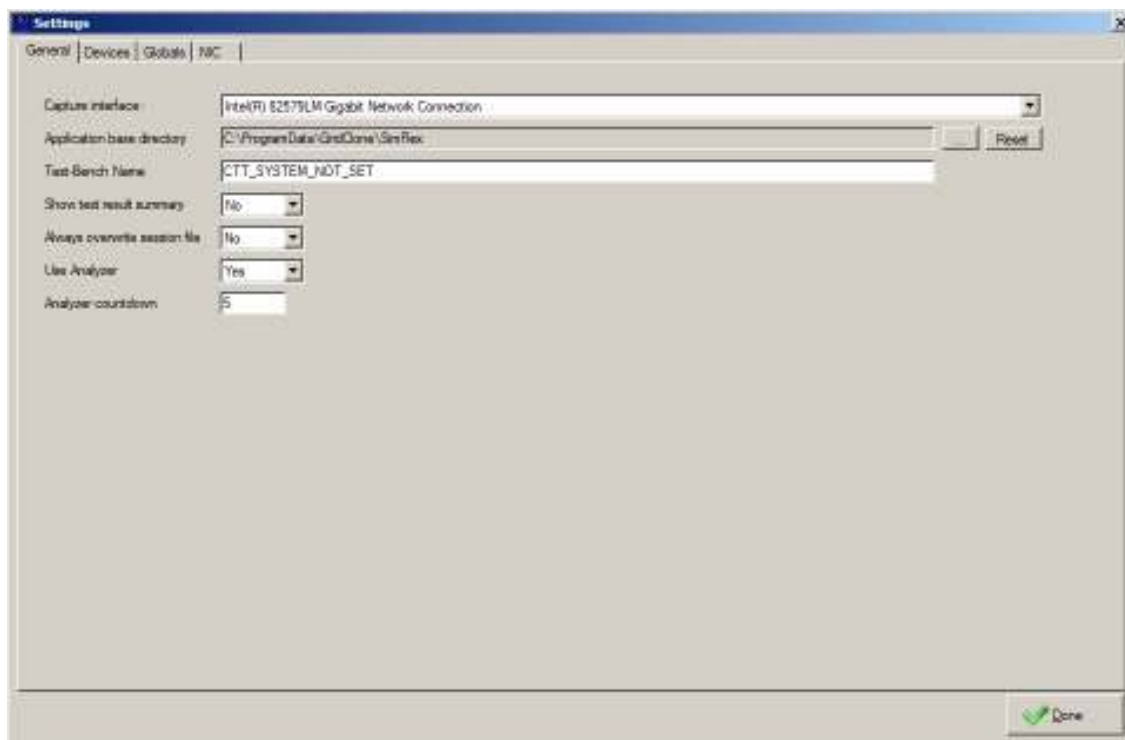 Settings
General Devices Globals NIC
Capture interface Intel(R) 82579LM Gigabit Network Connection
Application base directory C:\ProgramData\GridClone\SimFlex ... Reset
Test-Bench Name CTT_SYSTEM_NOT_SET
Show test result summary No
Always overwrite session file No
Use Analyzer Yes
Analyzer countdown 5
Done